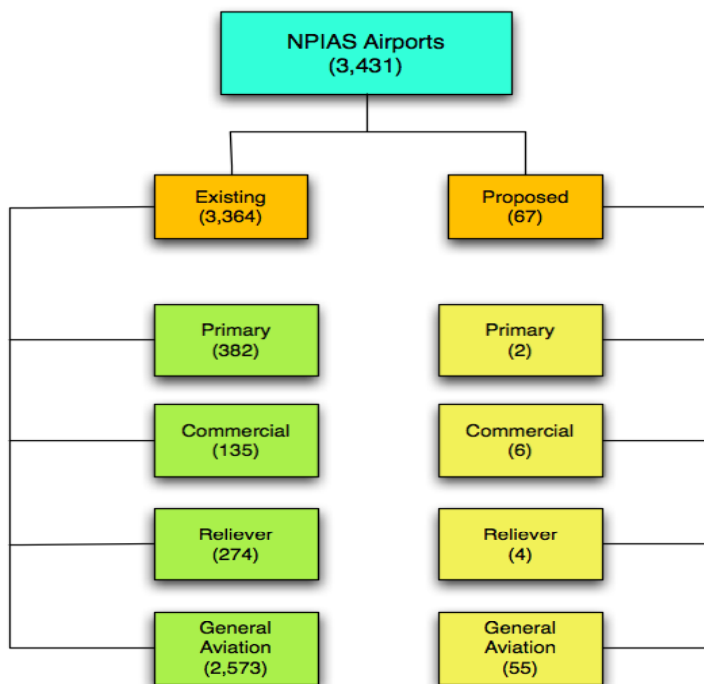 NPIAS Airports
(3,431)
Existing
(3,364)
Proposed
(67)
Primary
(382)
Primary
(2)
Commercial
(135)
Commercial
(6)
Reliever
(274)
Reliever
(4)
General
Aviation
(2,573)
General
Aviation
(55)